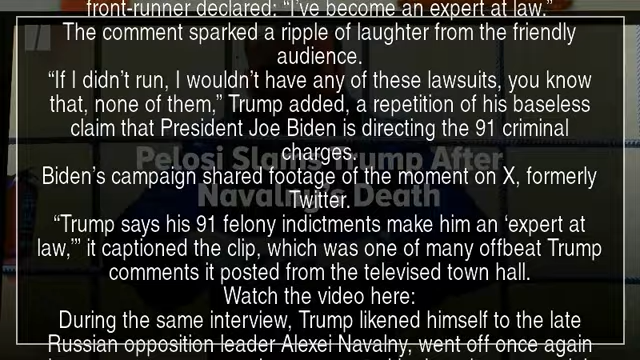 front-runner declared: “I’ve become an expert at law.”
The comment sparked a ripple of laughter from the friendly
audience.
“If I didn’t run, I wouldn’t have any of these lawsuits, you know
that, none of them,” Trump added, a repetition of his baseless
claim that President Joe Biden is directing the 91 criminal
charges.
Pelosi Slams Trump After
Navalny's Death
Biden’s campaign shared footage of the moment on X, formerly
Twitter.
“Trump says his 91 felony indictments make him an ‘expert at
law,’” it captioned the clip, which was one of many offbeat Trump
comments it posted from the televised town hall.
Watch the video here:
During the same interview, Trump likened himself to the late
Russian opposition leader Alexei Navalny, went off once again